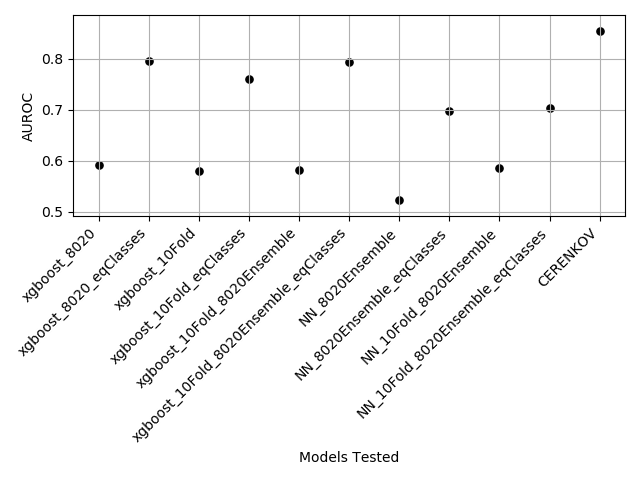 0.8
0.7
0.6
0.5
AUROC
xgboost_8020
xgboost_8020_eqClasses
xgboost_10Fold
xgboost_10Fold_eqClasses
xgboost_10Fold_8020Ensemble
xgboost_10Fold_8020Ensemble_eqClasses
NN_8020Ensemble
NN_8020Ensemble_eqClasses
NN_10Fold_8020Ensemble
NN_10Fold_8020Ensemble_eqClasses
CERENKOV
Models Tested